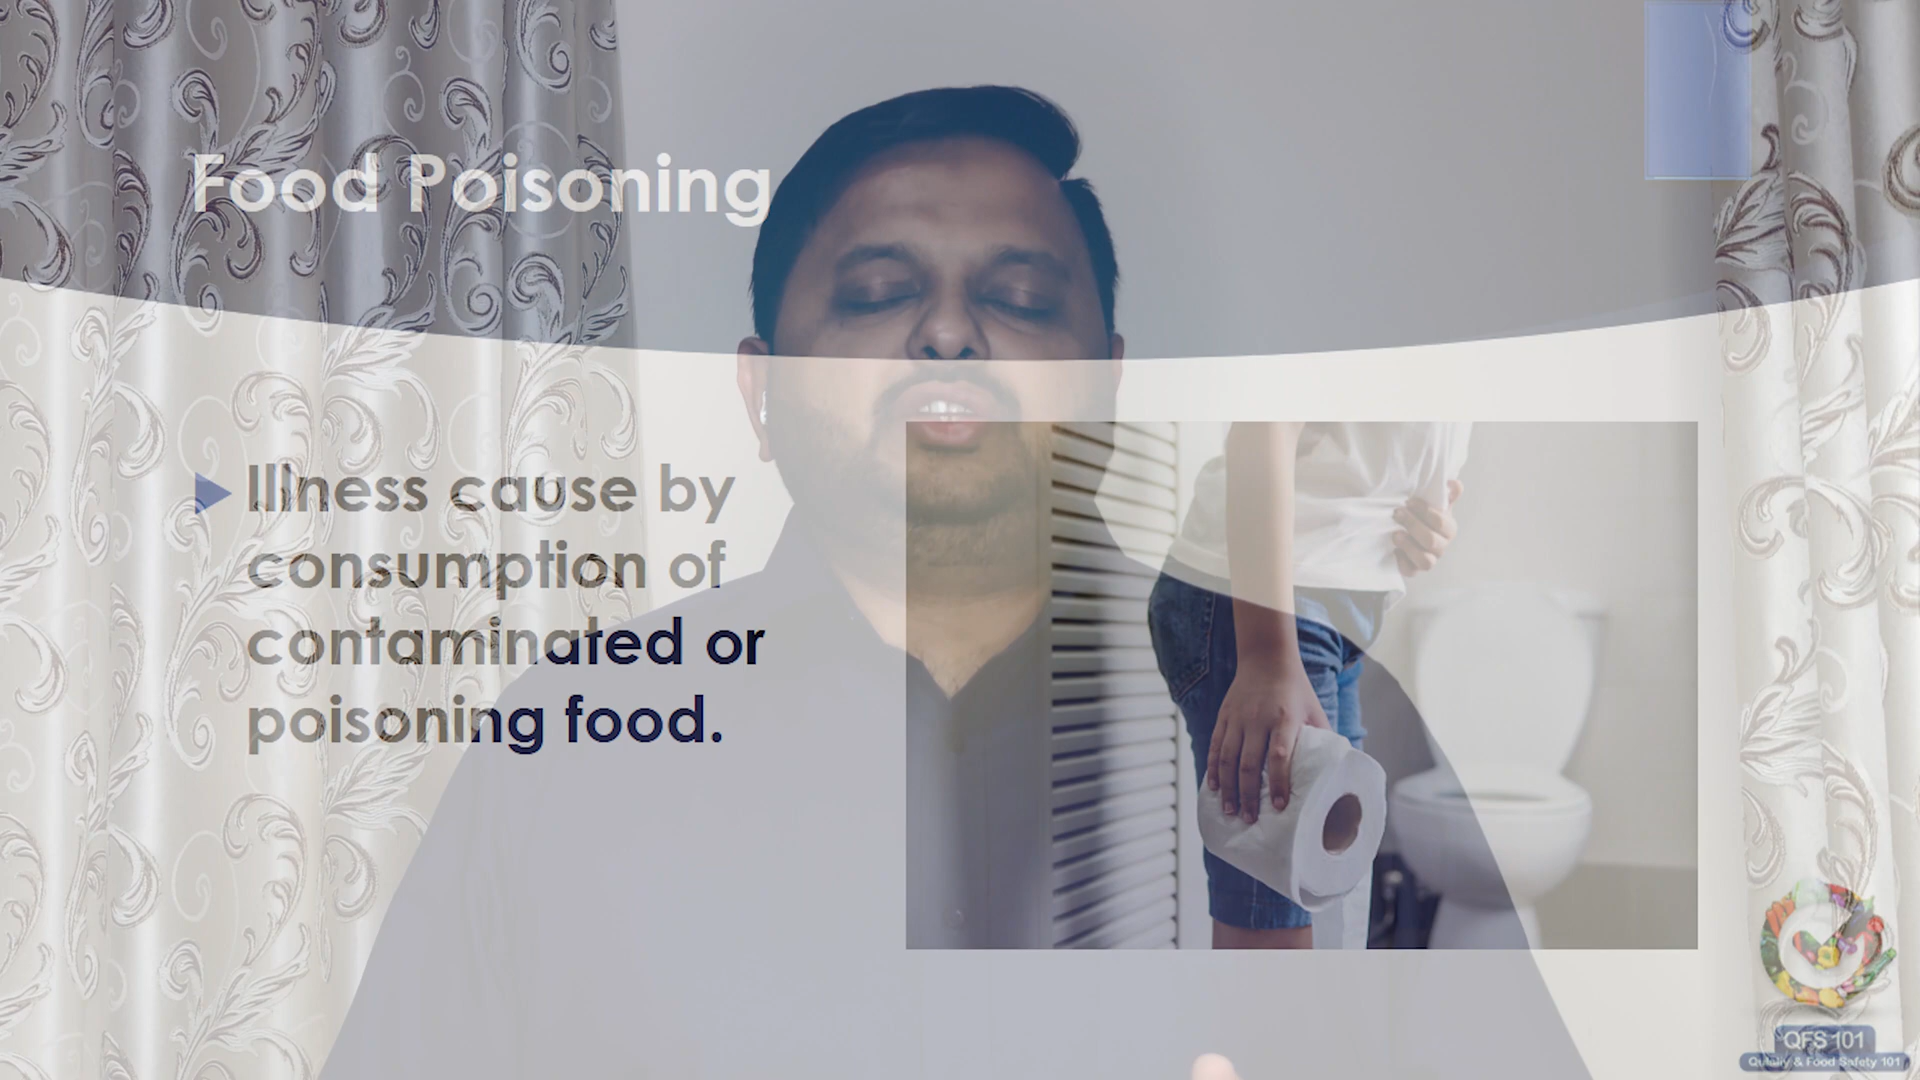 Food Poisoning
Illness cause by
consumption of
contaminated or
poisoning food.
QFS 101
Quality & Food Safety 101